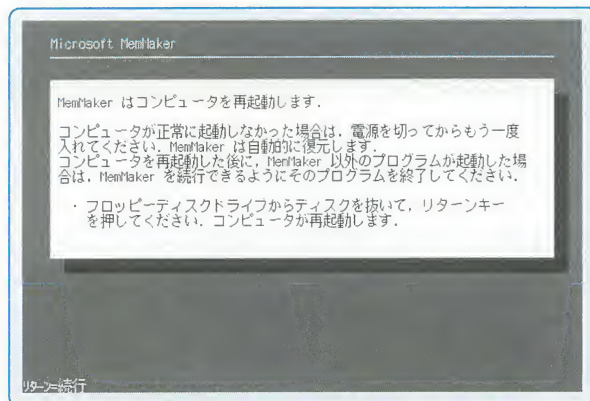 Microsoft MemMaker
MemMaker はコンピュータを再起動します．
コンピュータが正常に起動しなかった場合は，電源を切ってからもう一度
入れてください．MemMaker は自動的に復元します．
コンピュータを再起動した後に，MemMaker 以外のプログラムが起動した場
合は，MemMaker を続行できるようにそのプログラムを終了してください．
・フロッピーディスクドライブからディスクを抜いて，リターンキー
を押してください．コンピュータが再起動します．
リターン=続行